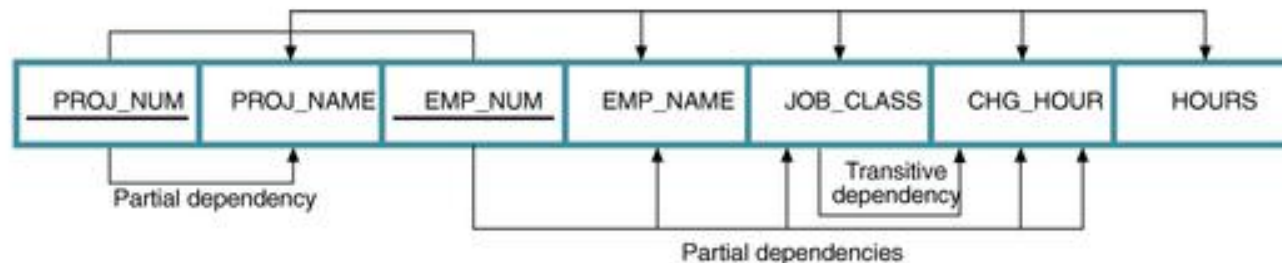 PROJ_NUM PROJ_NAME EMP_NUM EMP_NAME JOB_CLASS CHG_HOUR HOURS
Partial dependency
Transitive
dependency
Partial dependencies